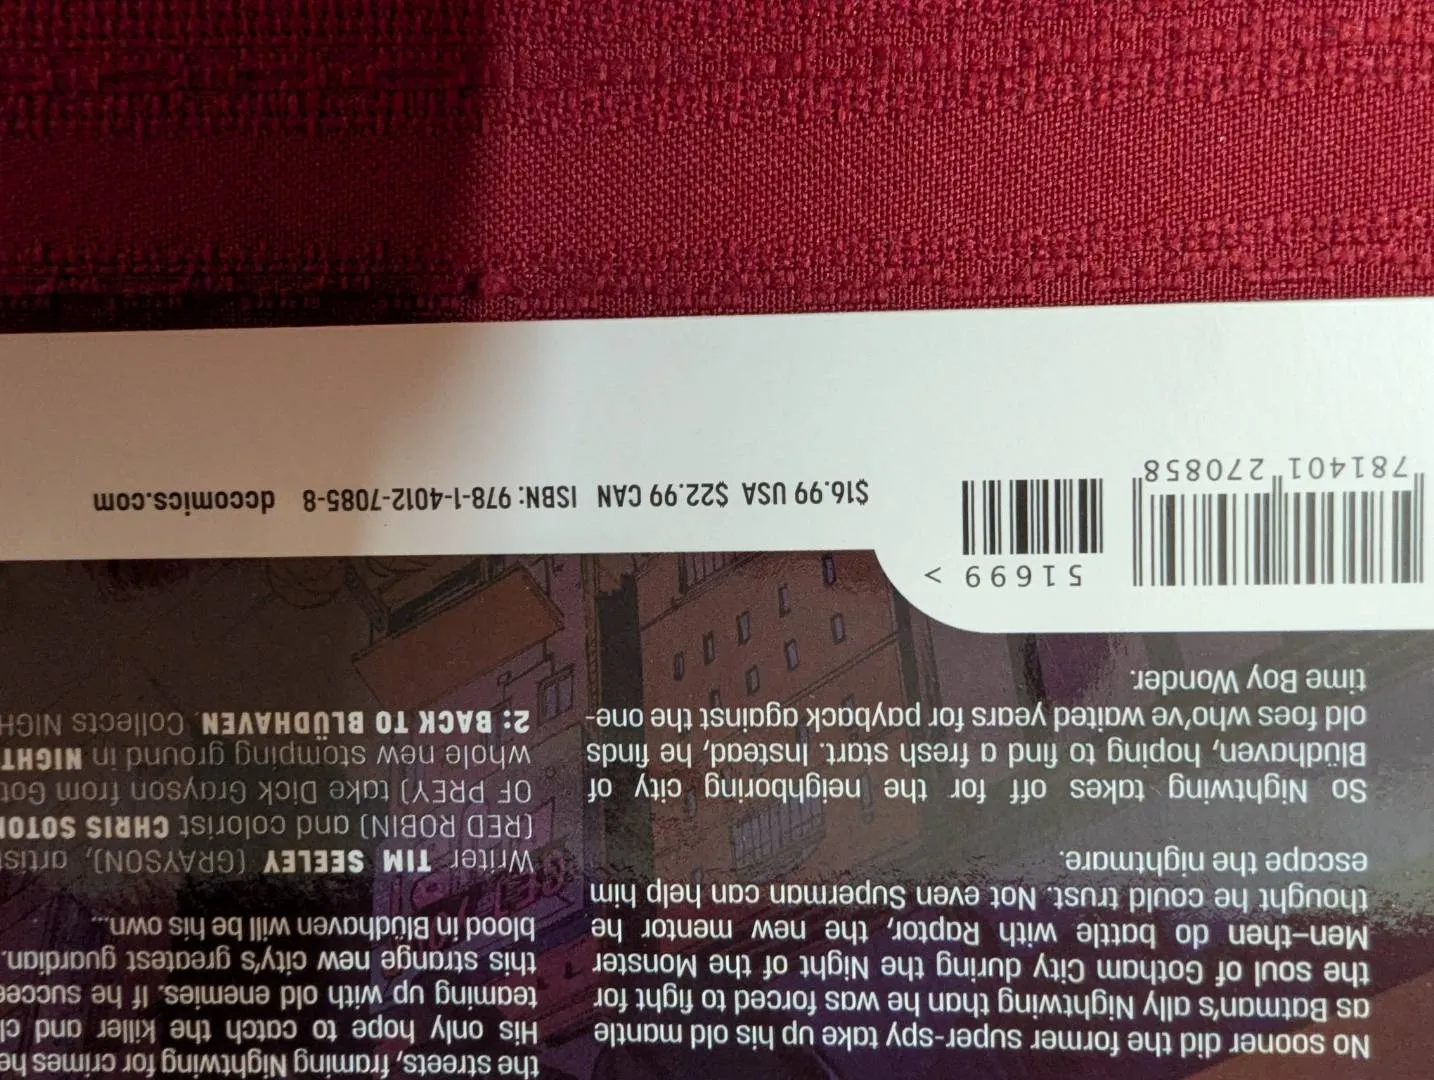 No sooner did the former super-spy take up his old mantle
as Batman's ally Nightwing than he was forced to fight for
the soul of Gotham City during the Night of the Monster
Men–then do battle with Raptor, the new mentor he
thought he could trust. Not even Superman can help him
escape the nightmare.
So Nightwing takes off for the neighboring city of
Blüdhaven, hoping to find a fresh start. Instead, he finds
old foes who've waited years for payback against the one-
time Boy Wonder.
the streets, framing Nightwing for crimes he
His only hope to catch the killer and cl
teaming up with old enemies. If he succee
this strange new city's greatest guardian.
blood in Blüdhaven will be his own...
Writer TIM SEELEY (GRAYSON), artist
(RED ROBIN) and colorist CHRIS SOTO
OF PREY) take Dick Grayson from Got
whole new stomping ground in NIGHT
2: BACK TO BLÜDHAVEN. Collects NIGH
781401 270858
51699 >
$16.99 USA $22.99 CAN ISBN: 978-1-4012-7085-8 dccomics.com